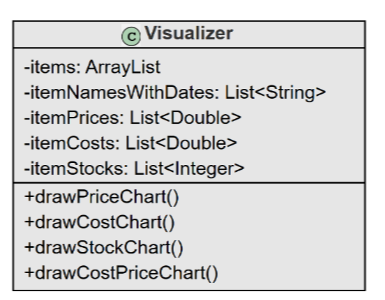 C Visualizer
-items: ArrayList
-itemNamesWithDates: List<String>
-itemPrices: List<Double>
-itemCosts: List<Double>
-itemStocks: List<Integer>
+drawPriceChart()
+drawCostChart()
+drawStockChart()
+drawCostPriceChart()